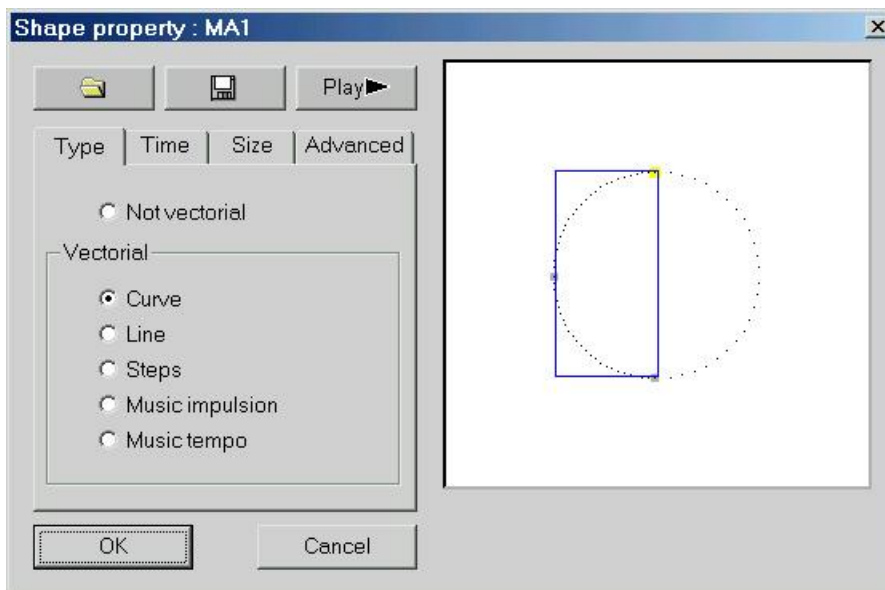 Shape property : MA1
Play
Type Time Size Advanced
Not vectorial
Vectorial
Curve
Line
Steps
Music impulsion
Music tempo
OK Cancel